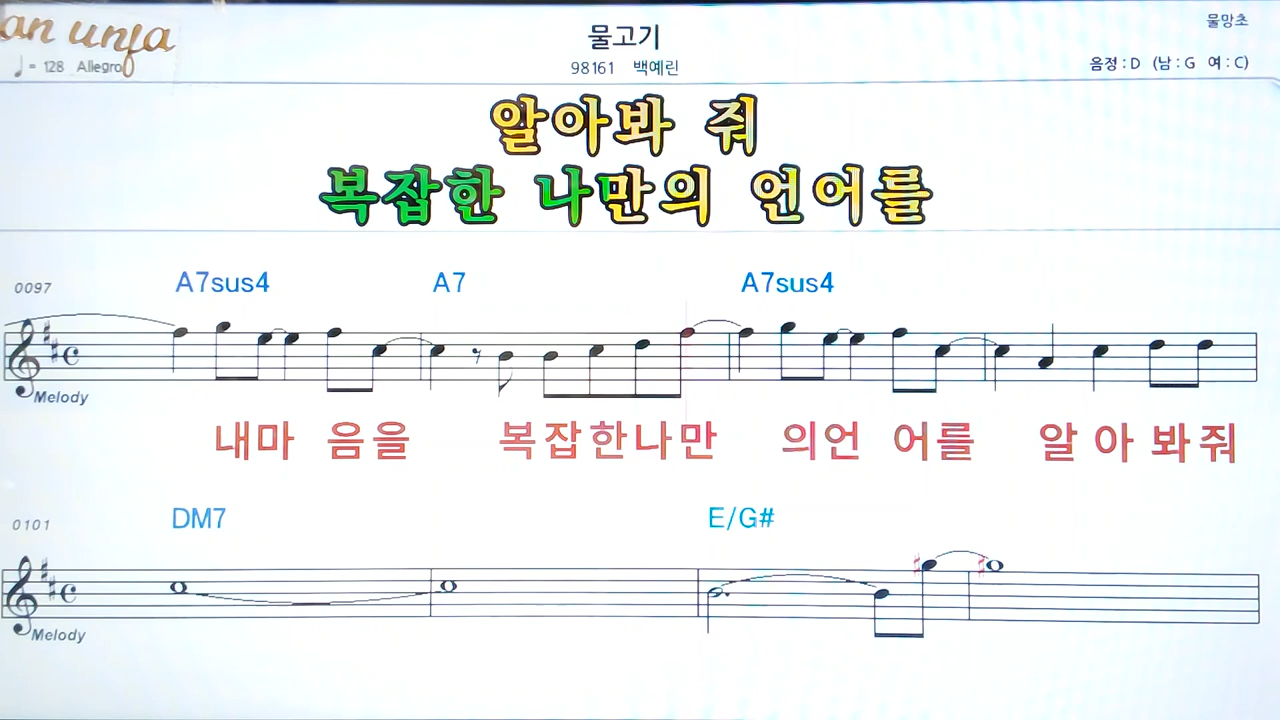 an unja
물망초
♩ = 128 Allegro
물고기
98161 백예린
음정 : D (남 : G 여 : C)
알아봐 줘
복잡한 나만의 언어를
0097
A7sus4 A7 A7sus4
Melody
내마 음을 복잡한나만 의언 어를 알 아 봐줘
0101
DM7 E/G#
Melody